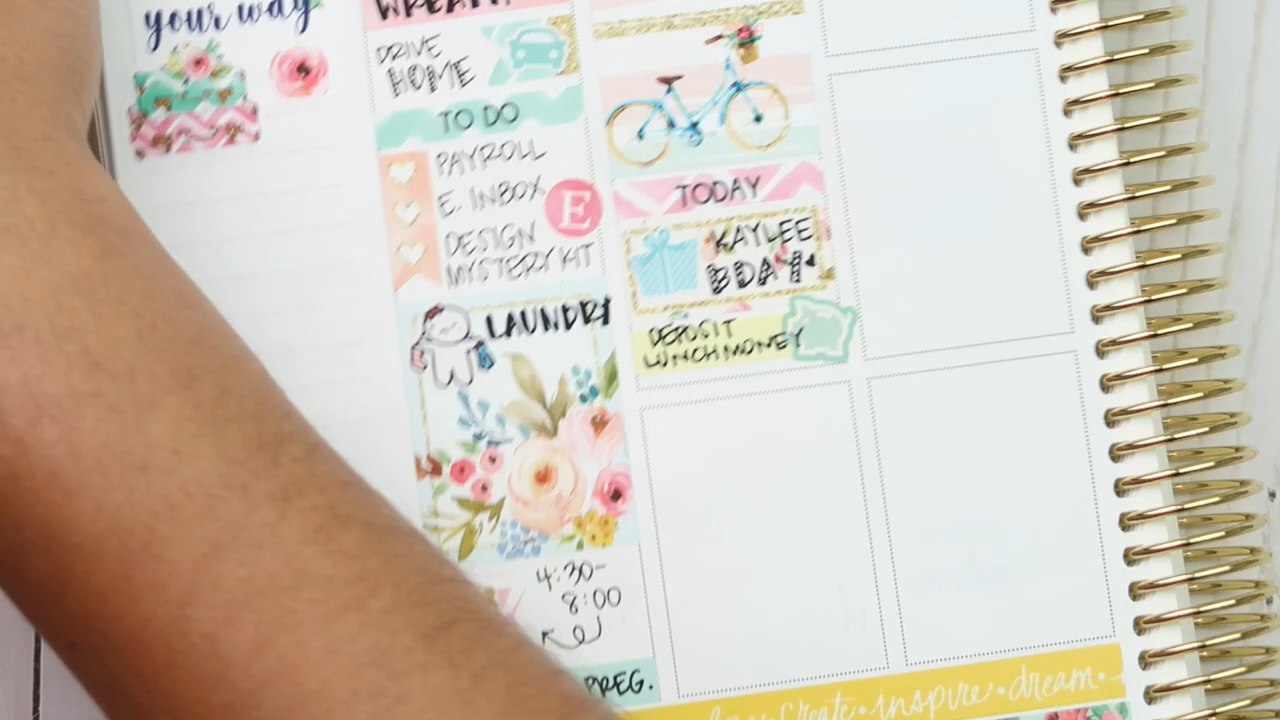 your way
WREATH
DRIVE
HOME
TO DO
PAYROLL
E. INBOX
E
DESIGN
MYSTERY KIT
LAUNDRY
4:30-
8:00
PREG.
TODAY
KAYLEE
BDAY
DEPOSIT
LUNCH MONEY
create • inspire • dream •